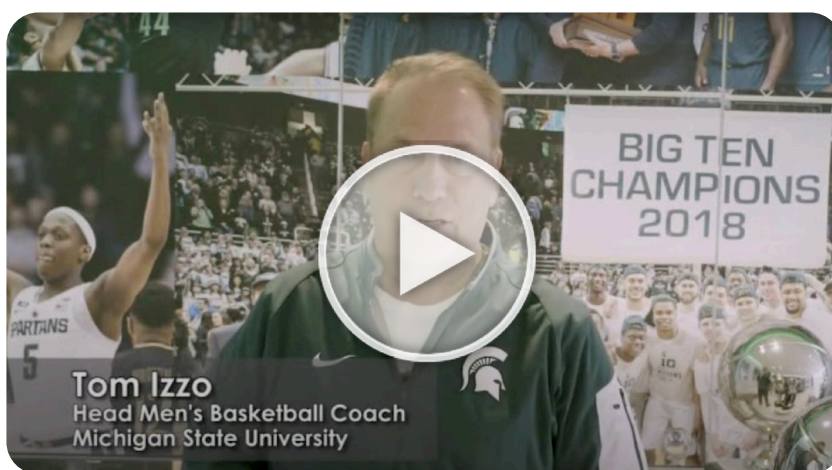 44
BIG TEN
CHAMPIONS
2018
SPARTANS
5
Tom Izzo
Head Men's Basketball Coach
Michigan State University